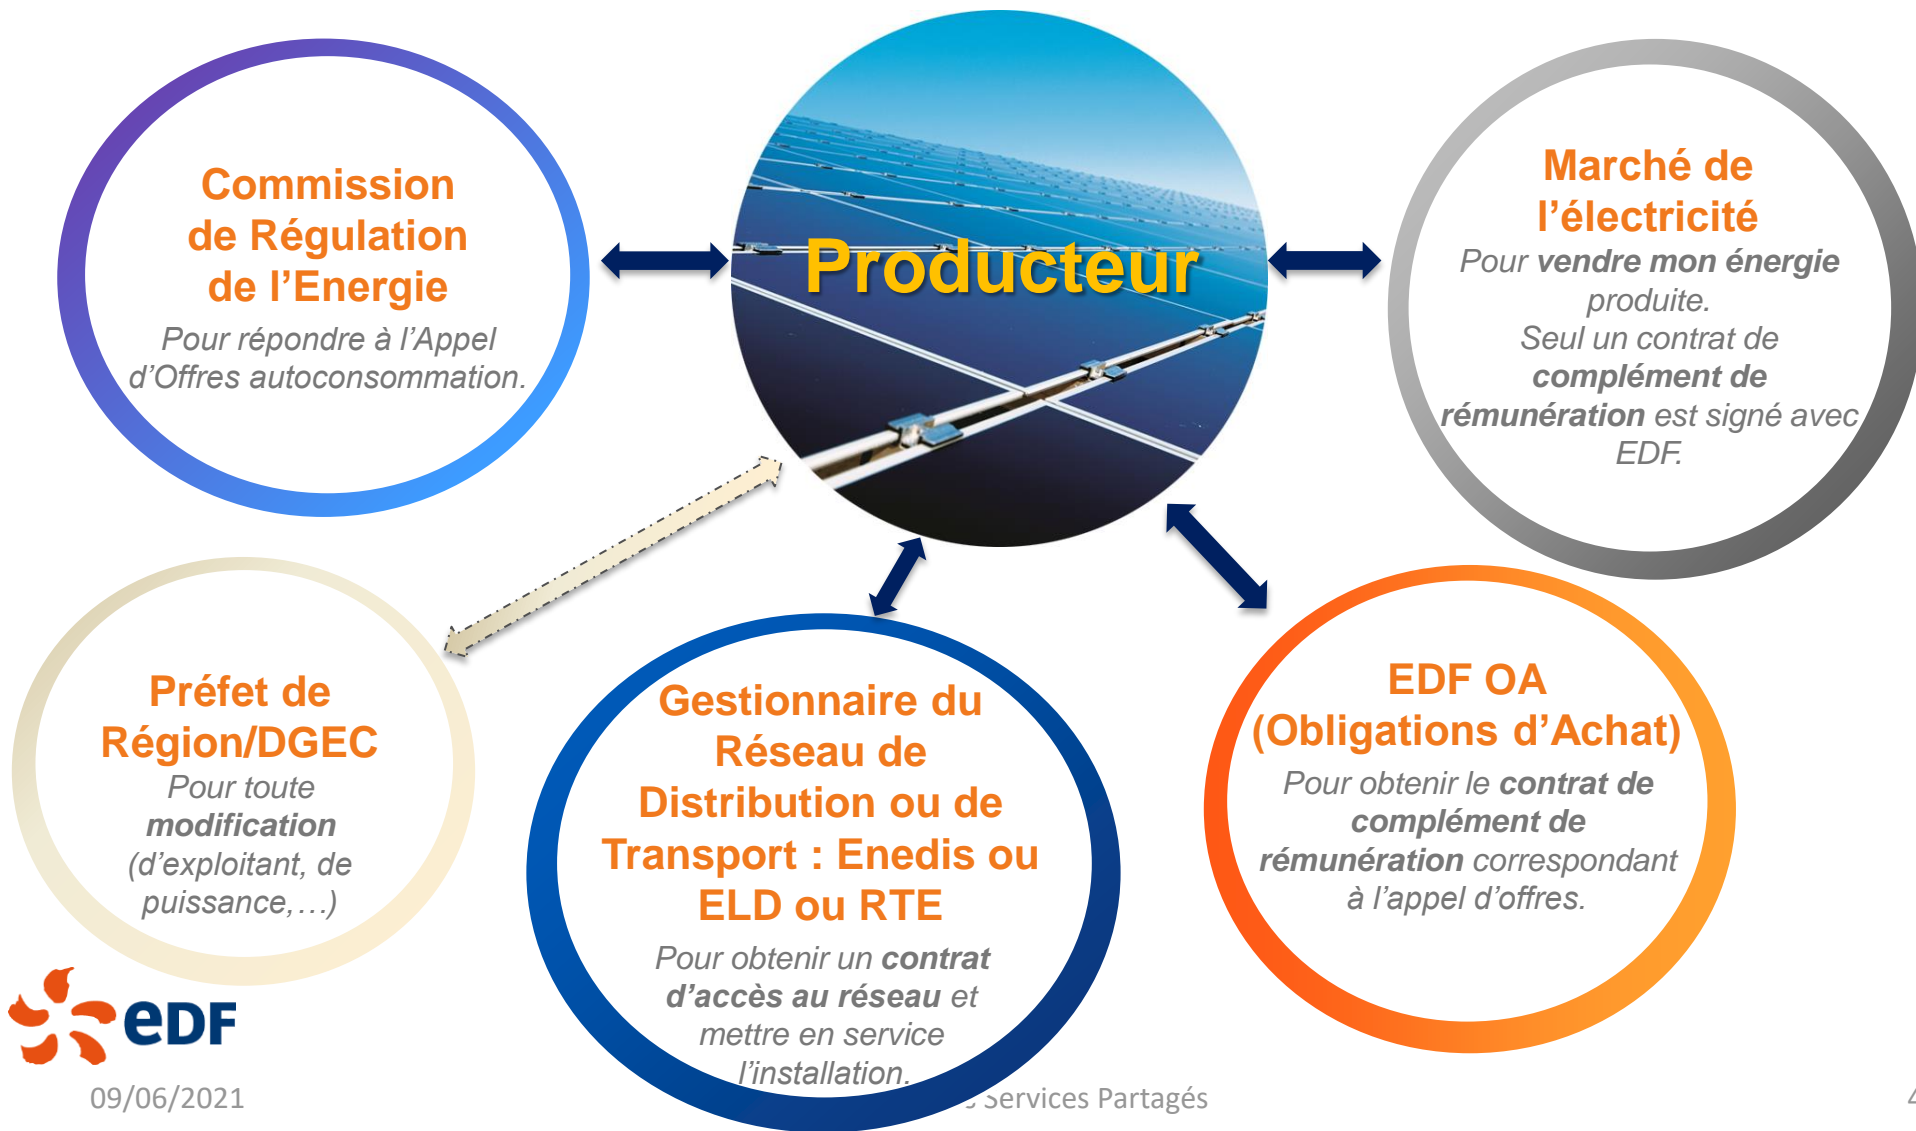 Commission
de Régulation
de l’Energie
Pour répondre à l’Appel
d’Offres autoconsommation.
Producteur
Marché de
l’électricité
Pour vendre mon énergie
produite.
Seul un contrat de
complément de
rémunération est signé avec
EDF.
Préfet de
Région/DGEC
Pour toute
modification
(d’exploitant, de
puissance,…)
Gestionnaire du
Réseau de
Distribution ou de
Transport : Enedis ou
ELD ou RTE
Pour obtenir un contrat
d’accès au réseau et
mettre en service
l’installation.
EDF OA
(Obligations d’Achat)
Pour obtenir le contrat de
complément de
rémunération correspondant
à l’appel d’offres.
eDF
09/06/2021
Services Partagés
4